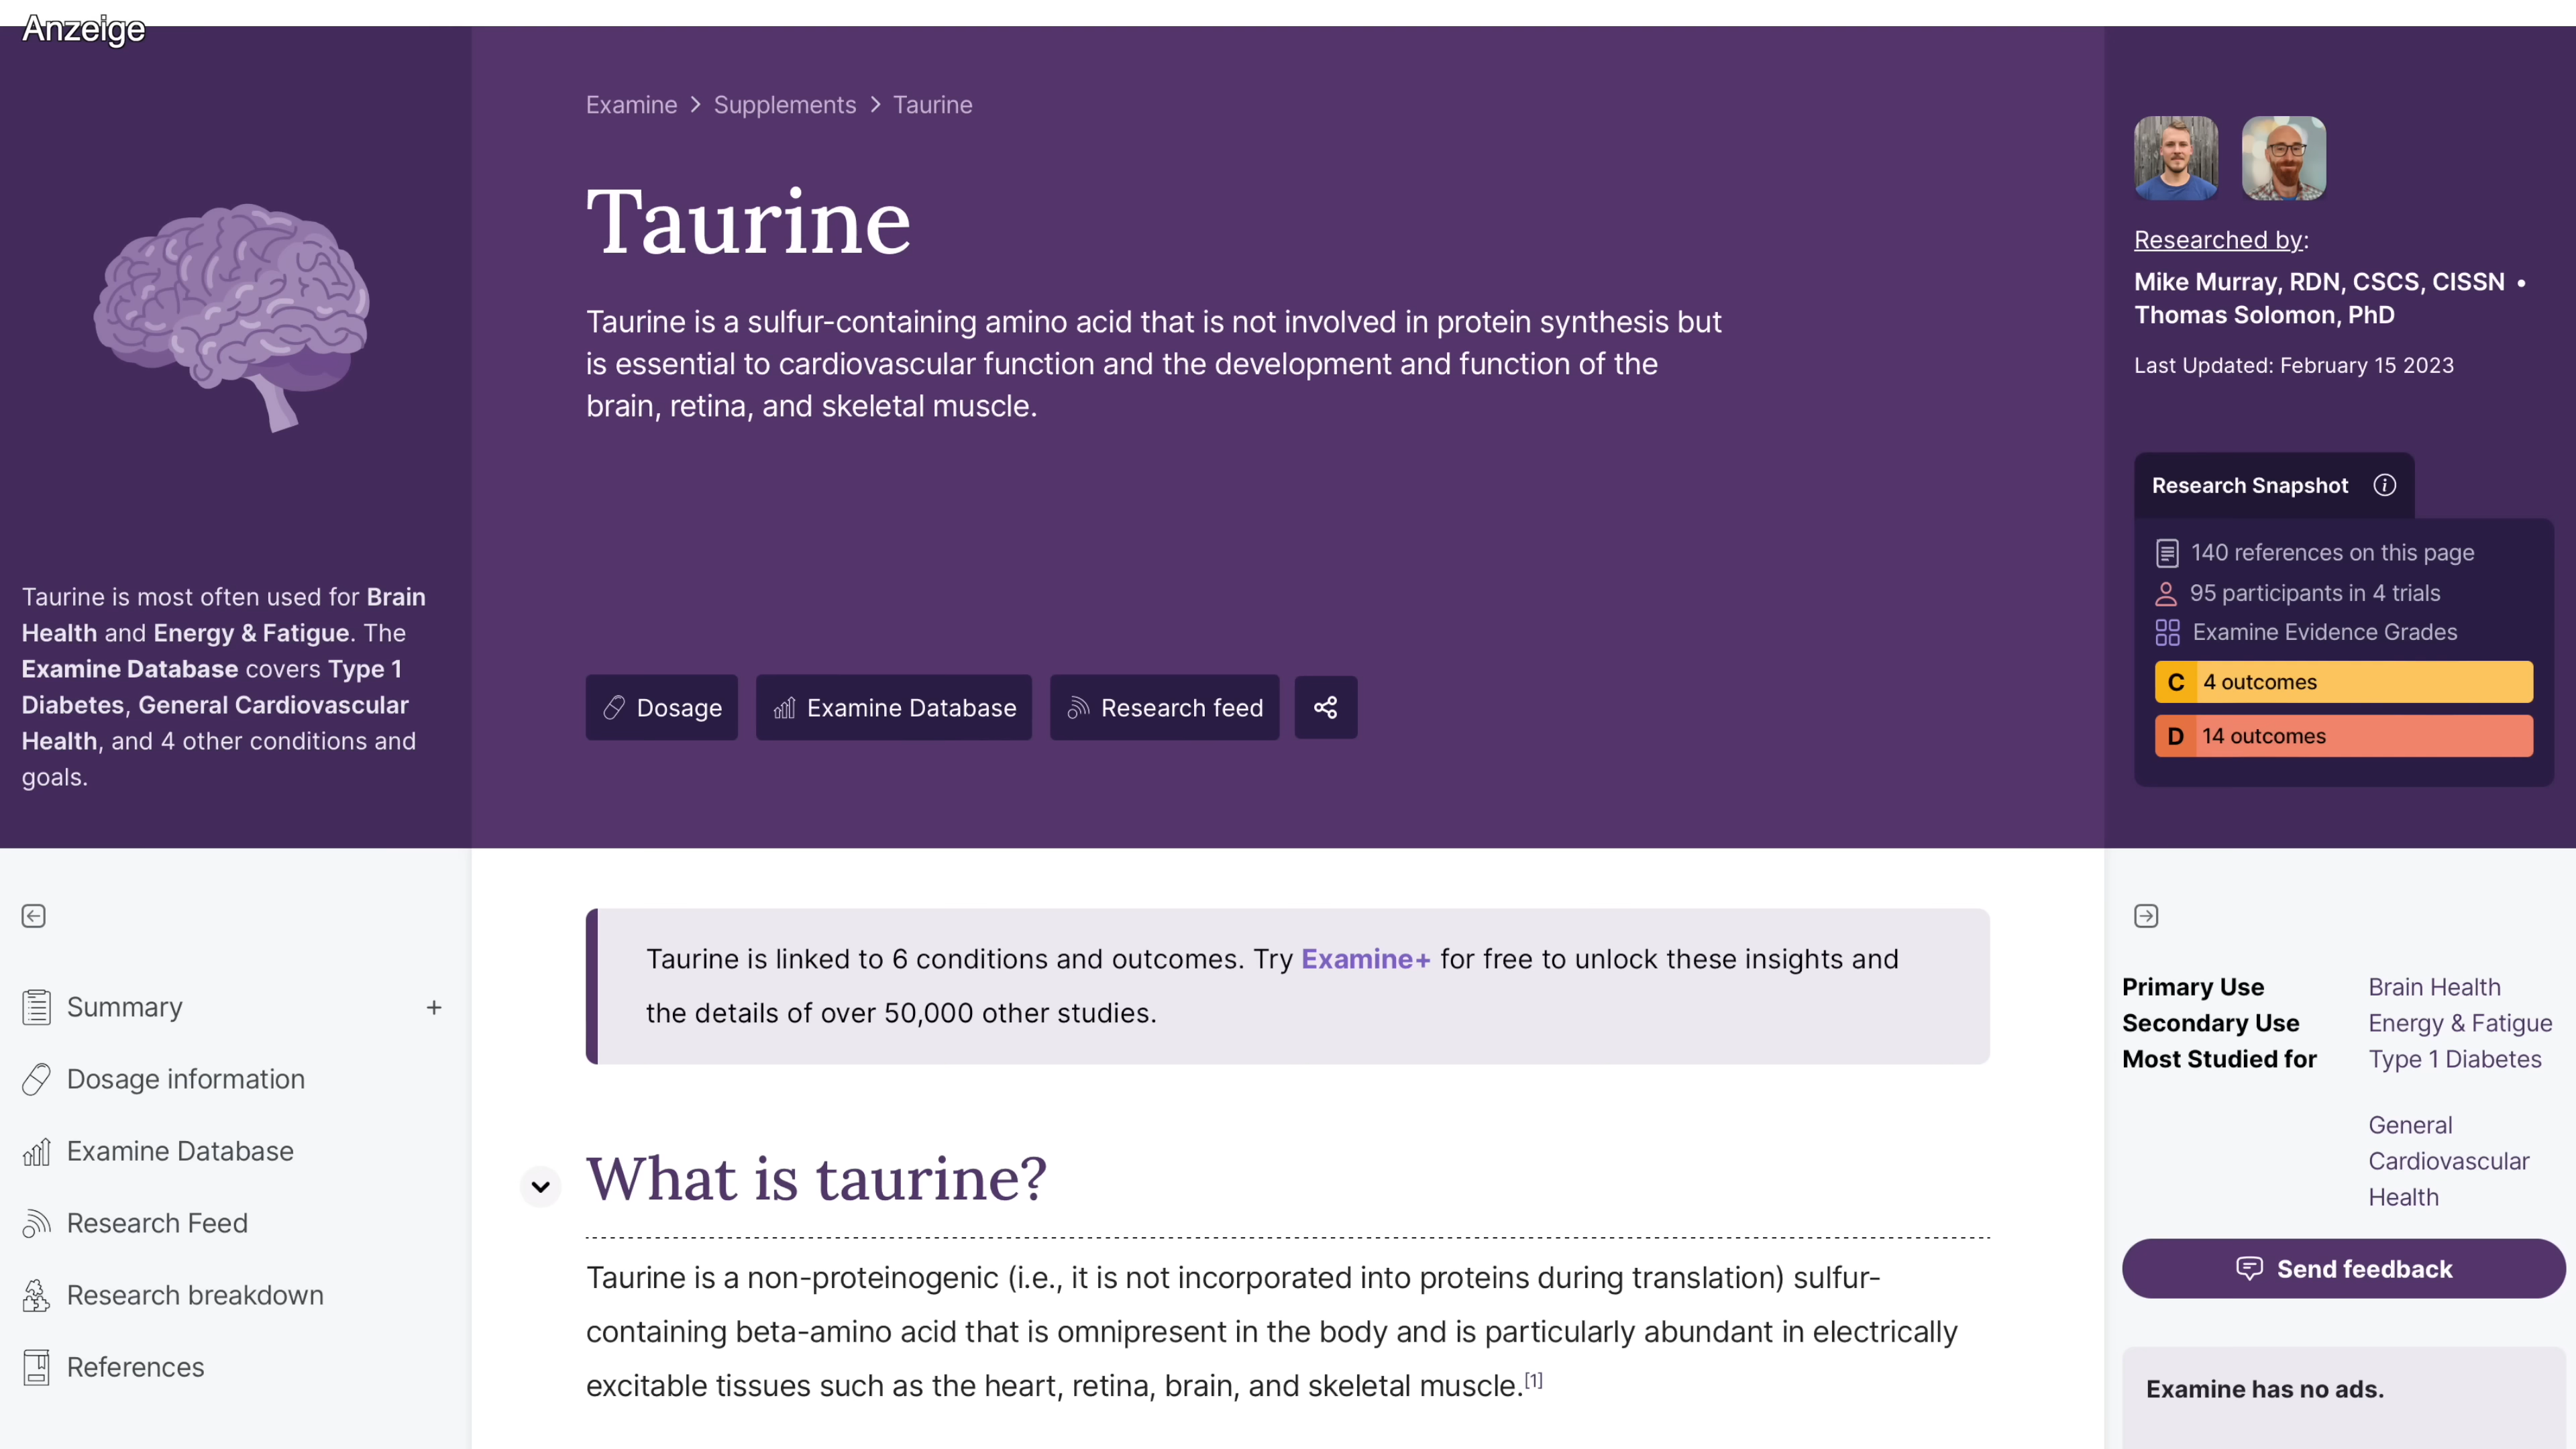 Anzeige
Examine > Supplements > Taurine
Taurine
Taurine is a sulfur-containing amino acid that is not involved in protein synthesis but
is essential to cardiovascular function and the development and function of the
brain, retina, and skeletal muscle.
Dosage
Examine Database
Research feed
Taurine is most often used for Brain
Health and Energy & Fatigue. The
Examine Database covers Type 1
Diabetes, General Cardiovascular
Health, and 4 other conditions and
goals.
Researched by:
Mike Murray, RDN, CSCS, CISSN •
Thomas Solomon, PhD
Last Updated: February 15 2023
Research Snapshot
140 references on this page
95 participants in 4 trials
Examine Evidence Grades
C 4 outcomes
D 14 outcomes
Summary +
Dosage information
Examine Database
Research Feed
Research breakdown
References
Taurine is linked to 6 conditions and outcomes. Try Examine+ for free to unlock these insights and
the details of over 50,000 other studies.
What is taurine?
Taurine is a non-proteinogenic (i.e., it is not incorporated into proteins during translation) sulfur-
containing beta-amino acid that is omnipresent in the body and is particularly abundant in electrically
excitable tissues such as the heart, retina, brain, and skeletal muscle.[1]
Primary Use Brain Health
Secondary Use Energy & Fatigue
Most Studied for Type 1 Diabetes
General
Cardiovascular
Health
Send feedback
Examine has no ads.